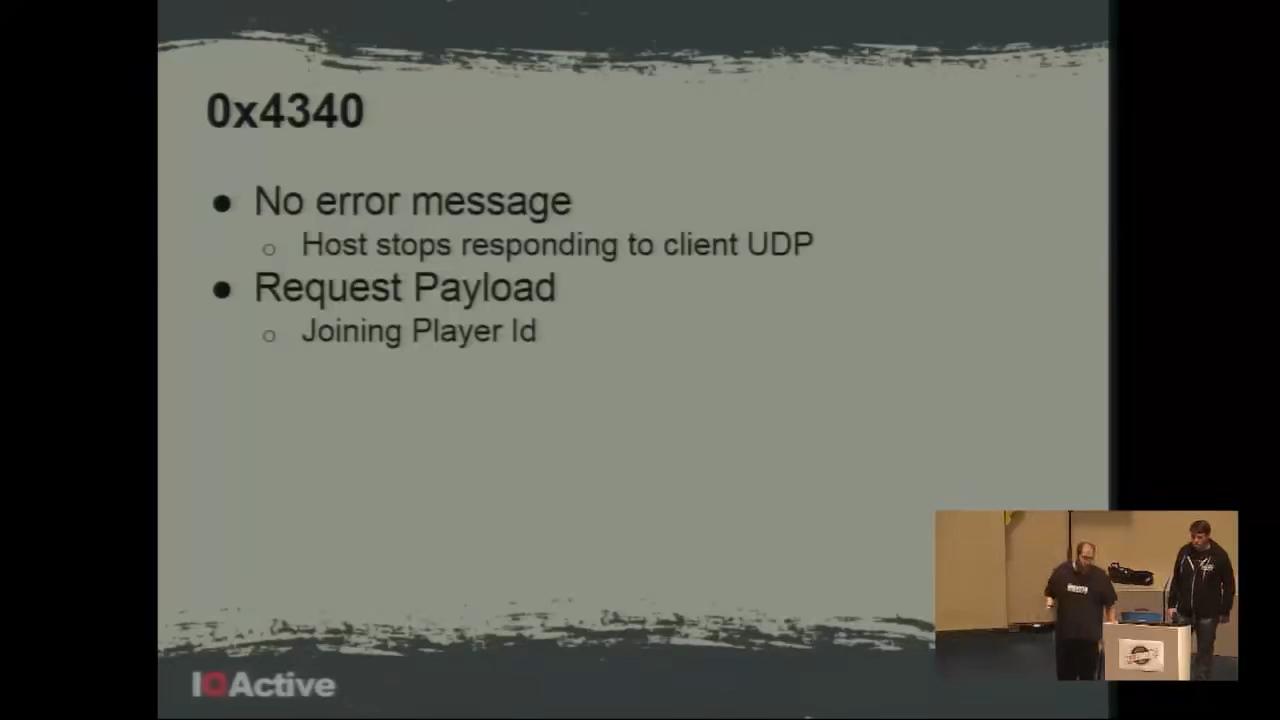 0x4340
● No error message
○ Host stops responding to client UDP
● Request Payload
○ Joining Player Id
IOActive